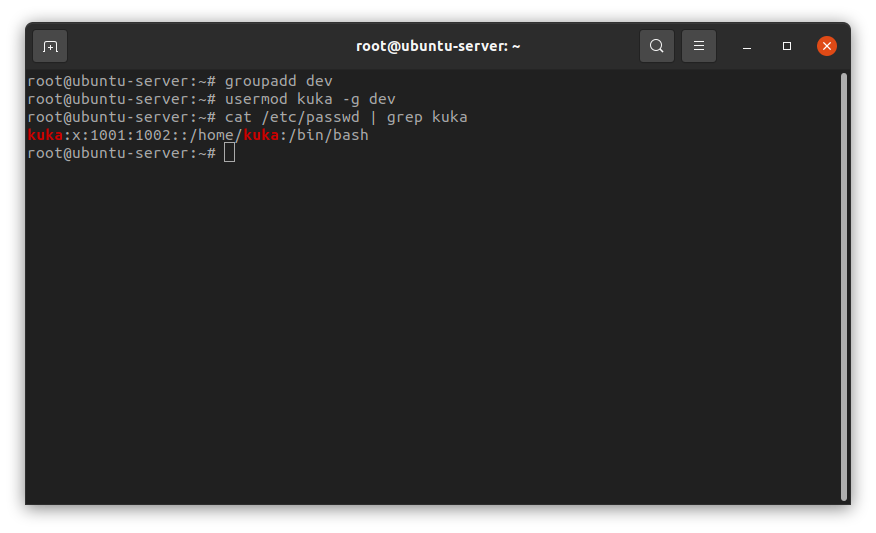 root@ubuntu-server: ~
root@ubuntu-server:~# groupadd dev
root@ubuntu-server:~# usermod kuka -g dev
root@ubuntu-server:~# cat /etc/passwd | grep kuka
kuka:x:1001:1002::/home/kuka:/bin/bash
root@ubuntu-server:~#